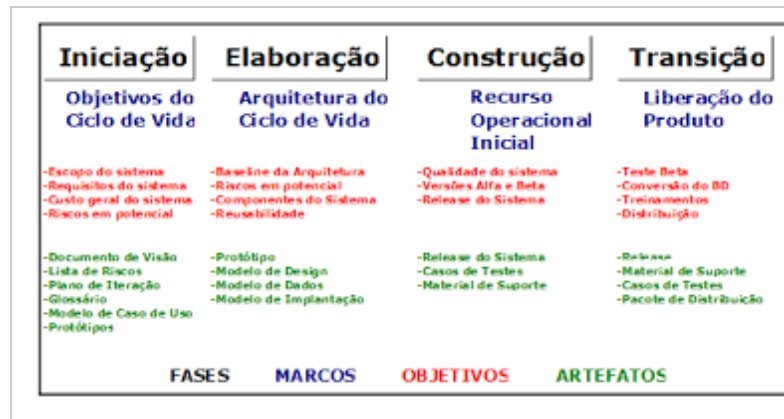 Iniciação
Elaboração
Construção
Transição
Objetivos do
Ciclo de Vida
Arquitetura do
Ciclo de Vida
Recurso
Operacional
Inicial
Liberação do
Produto
-Escopo do sistema
-Requisitos do sistema
-Custo geral do sistema
-Riscos em potencial
-Baseline da Arquitetura
-Riscos em potencial
-Componentes do Sistema
-Reusabilidade
-Qualidade do sistema
-Versões Alfa e Beta
-Release do Sistema
-Teste Beta
-Conversão do BD
-Treinamentos
-Distribuição
-Documento de Visão
-Lista de Riscos
-Plano de Iteração
-Glossário
-Modelo de Caso de Uso
-Protótipos
-Protótipo
-Modelo de Design
-Modelo de Dados
-Modelo de Implantação
-Release do Sistema
-Casos de Testes
-Material de Suporte
-Release
-Material de Suporte
-Casos de Testes
-Pacote de Distribuição
FASES MARCOS OBJETIVOS ARTEFATOS